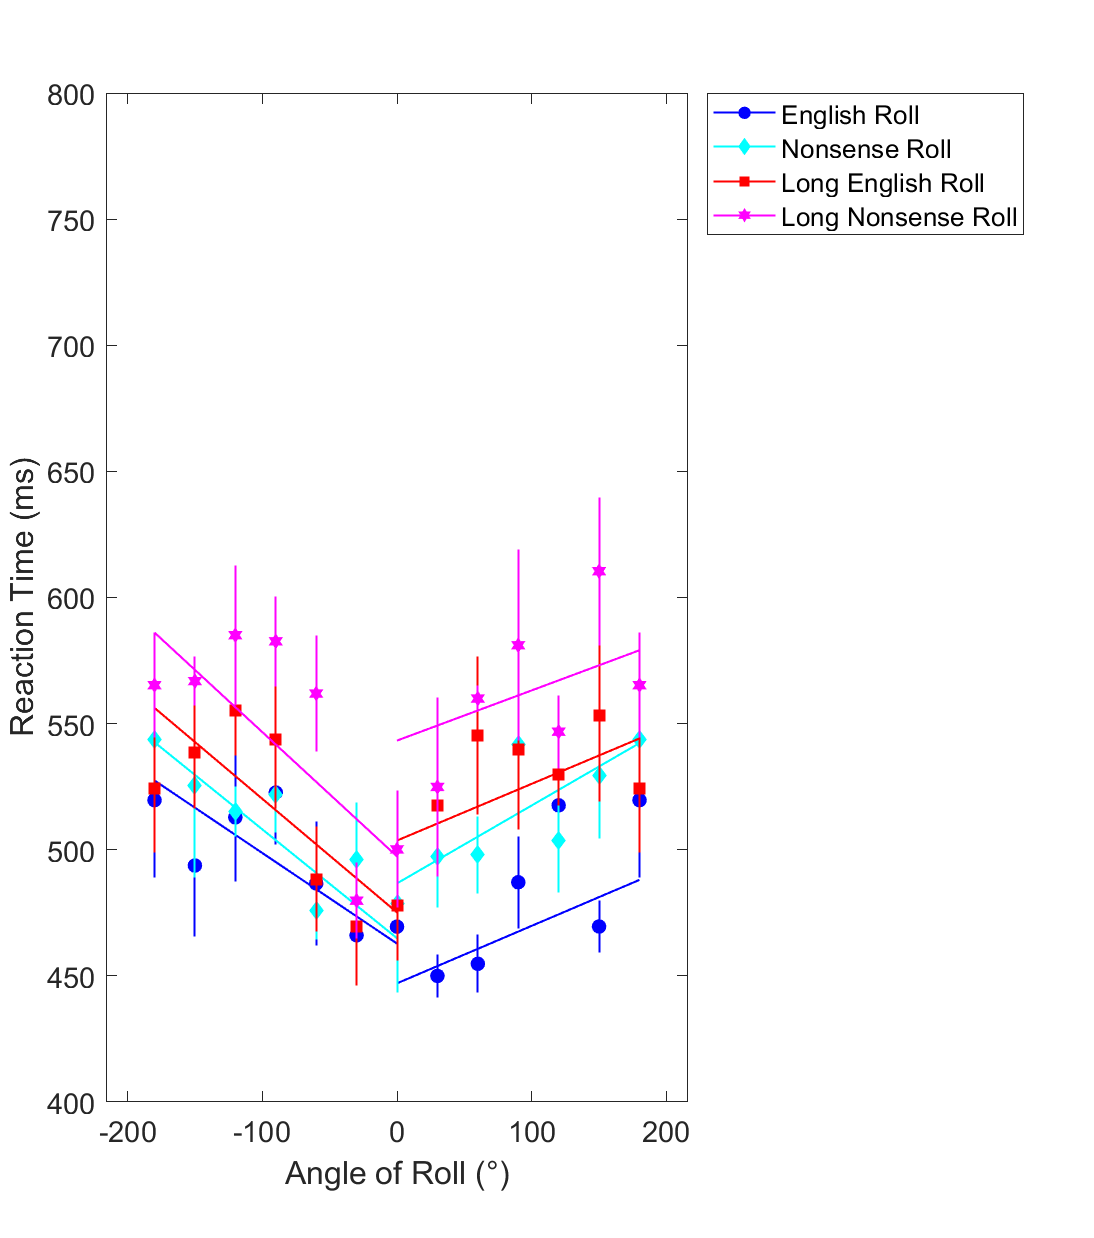 800
750
700
650
600
550
500
450
400
-200
-100
0
100
200
Reaction Time (ms)
Angle of Roll (°)
English Roll
Nonsense Roll
Long English Roll
Long Nonsense Roll